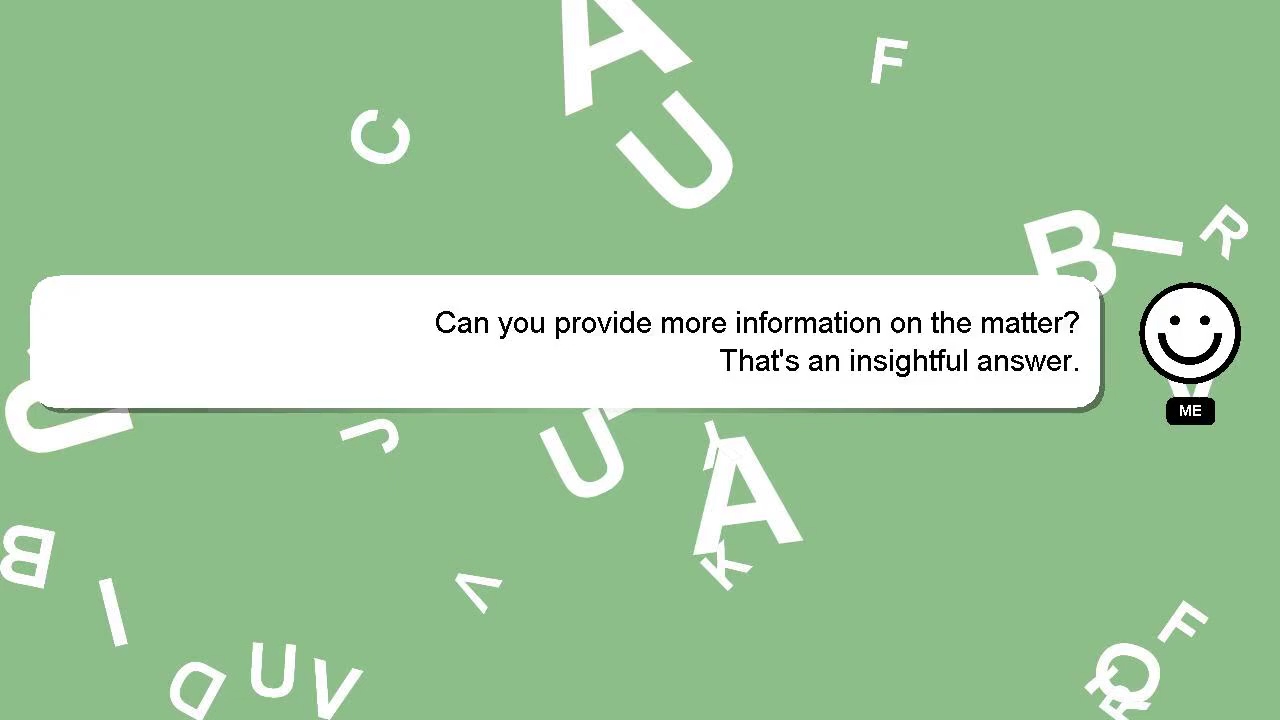 A
F
C
U
B
I
R
Can you provide more information on the matter?
That's an insightful answer.
ME
J
U
A
K
B
I
V
F
D
U
V
Q